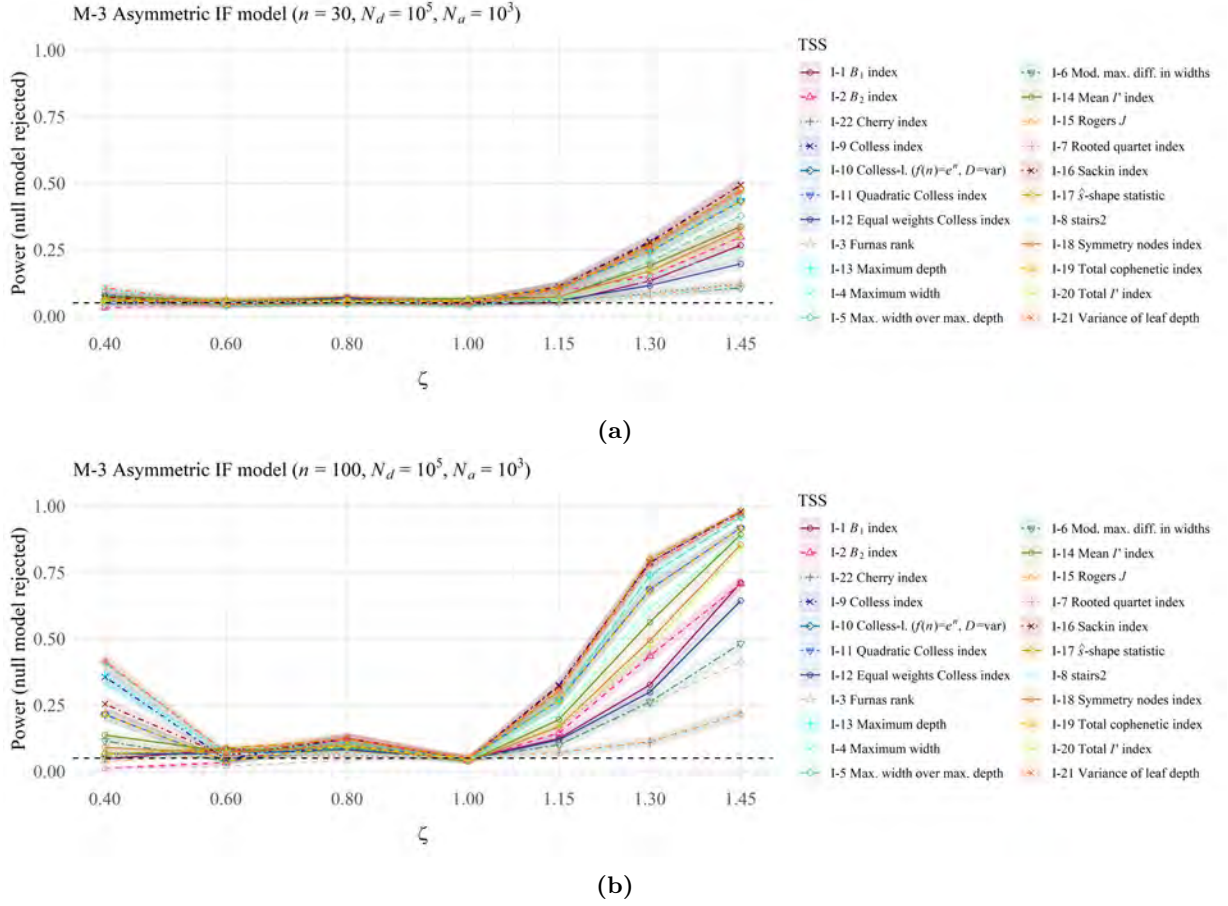 M-3 Asymmetric IF model (n = 30, N_d = 10^5, N_a = 10^3)
Power (null model rejected)
1.00
0.75
0.50
0.25
0.00
0.40 0.60 0.80 1.00 1.15 1.30 1.45
ζ
TSS
I-1 B_1 index
I-2 B_2 index
I-22 Cherry index
I-9 Colless index
I-10 Colless-l. (f(n)=e^n, D=var)
I-11 Quadratic Colless index
I-12 Equal weights Colless index
I-3 Furnas rank
I-13 Maximum depth
I-4 Maximum width
I-5 Max. width over max. depth
I-6 Mod. max. diff. in widths
I-14 Mean I' index
I-15 Rogers J
I-7 Rooted quartet index
I-16 Sackin index
I-17 ŝ-shape statistic
I-8 stairs2
I-18 Symmetry nodes index
I-19 Total cophenetic index
I-20 Total I' index
I-21 Variance of leaf depth
(a)
M-3 Asymmetric IF model (n = 100, N_d = 10^5, N_a = 10^3)
Power (null model rejected)
1.00
0.75
0.50
0.25
0.00
0.40 0.60 0.80 1.00 1.15 1.30 1.45
ζ
TSS
I-1 B_1 index
I-2 B_2 index
I-22 Cherry index
I-9 Colless index
I-10 Colless-l. (f(n)=e^n, D=var)
I-11 Quadratic Colless index
I-12 Equal weights Colless index
I-3 Furnas rank
I-13 Maximum depth
I-4 Maximum width
I-5 Max. width over max. depth
I-6 Mod. max. diff. in widths
I-14 Mean I' index
I-15 Rogers J
I-7 Rooted quartet index
I-16 Sackin index
I-17 ŝ-shape statistic
I-8 stairs2
I-18 Symmetry nodes index
I-19 Total cophenetic index
I-20 Total I' index
I-21 Variance of leaf depth
(b)